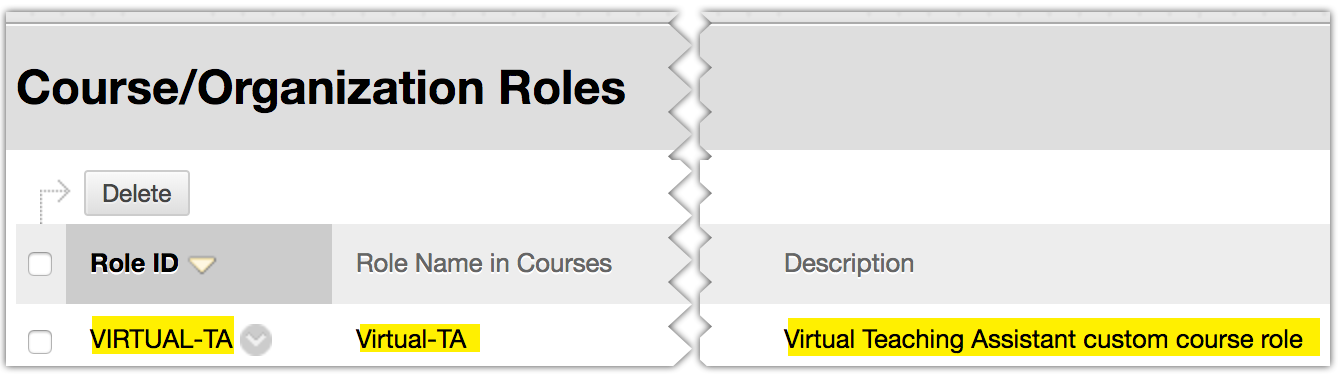 Course/Organization Roles
Delete
Role ID Role Name in Courses Description
VIRTUAL-TA Virtual-TA Virtual Teaching Assistant custom course role